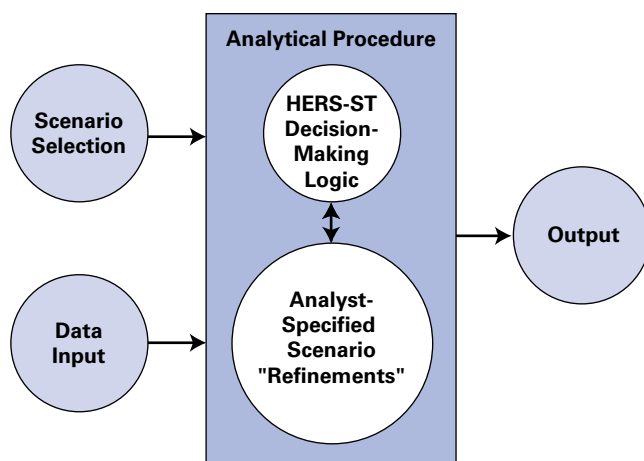 Analytical Procedure
Scenario
Selection
HERS-ST
Decision-
Making
Logic
Output
Data
Input
Analyst-
Specified
Scenario
"Refinements"